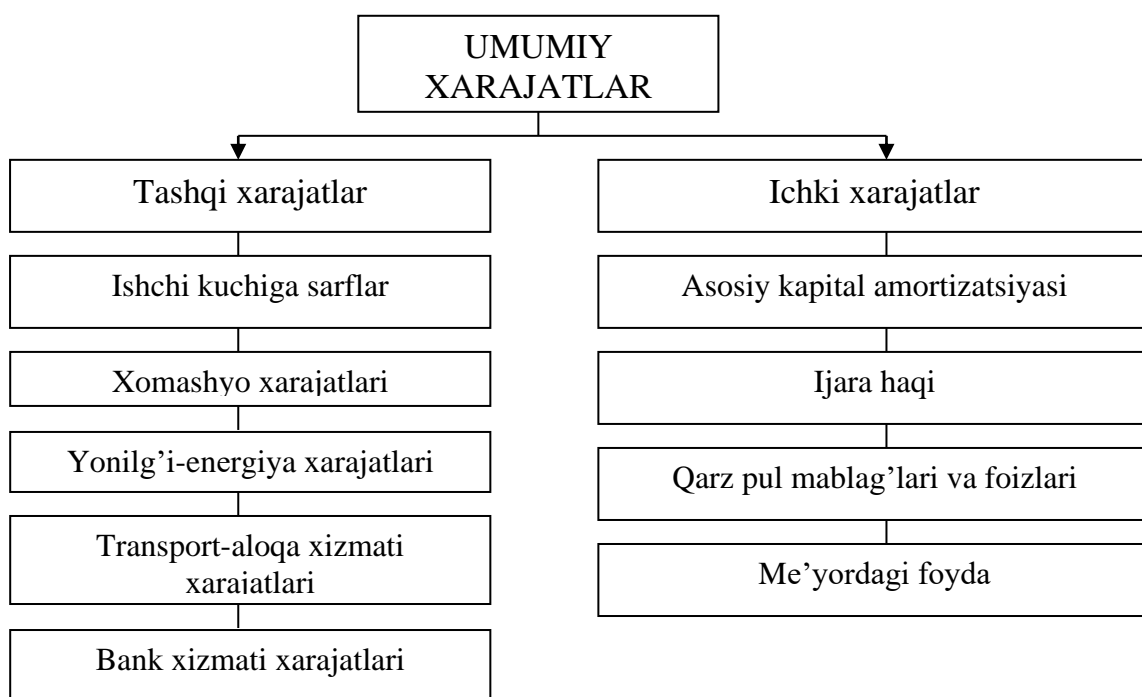 UMUMIY
XARAJATLAR
Tashqi xarajatlar
Ishchi kuchiga sarflar
Xomashyo xarajatlari
Yonilg’i-energiya xarajatlari
Transport-aloqa xizmati
xarajatlari
Bank xizmati xarajatlari
Ichki xarajatlar
Asosiy kapital amortizatsiyasi
Ijara haqi
Qarz pul mablag’lari va foizlari
Me’yordagi foyda